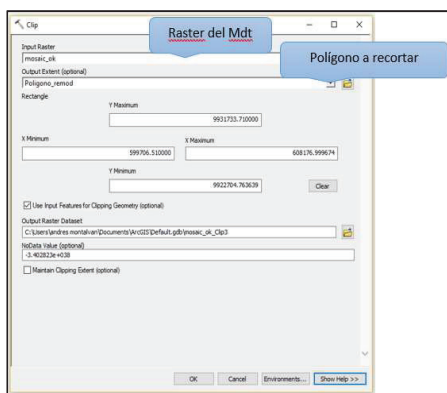 Clip
Raster del Mdt
Polígono a recortar
Input Raster
mosaic_ok
Output Extent (optional)
Poligono_remod
Rectangle
Y Maximum
9931733.710000
X Minimum
X Maximum
599706.510000
608176.999674
Y Minimum
9922704.763639
Clear
Use Input Features for Clipping Geometry (optional)
Output Raster Dataset
C:\Users\andres montalvan\Documents\ArcGIS\Default.gdb\mosaic_ok_Clip3
NoData Value (optional)
-3.402823e+038
Maintain Clipping Extent (optional)
OK
Cancel
Environments...
Show Help >>